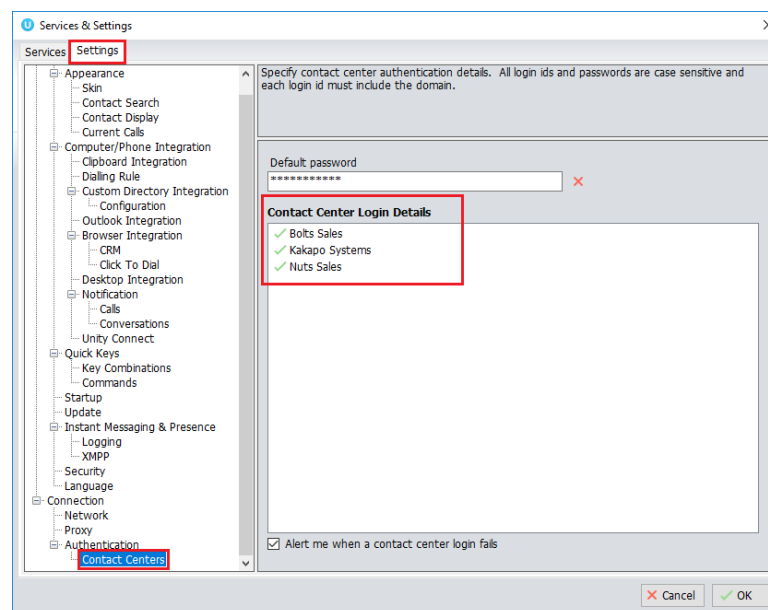 Services & Settings
Services Settings
Appearance
Skin
Contact Search
Contact Display
Current Calls
Computer/Phone Integration
Clipboard Integration
Dialling Rule
Custom Directory Integration
Configuration
Outlook Integration
Browser Integration
CRM
Click To Dial
Desktop Integration
Notification
Calls
Conversations
Unity Connect
Quick Keys
Key Combinations
Commands
Startup
Update
Instant Messaging & Presence
Logging
XMPP
Security
Language
Connection
Network
Proxy
Authentication
Contact Centers
Specify contact center authentication details. All login ids and passwords are case sensitive and
each login id must include the domain.
Default password
***********
Contact Center Login Details
Bolts Sales
Kakapo Systems
Nuts Sales
Alert me when a contact center login fails
Cancel
OK